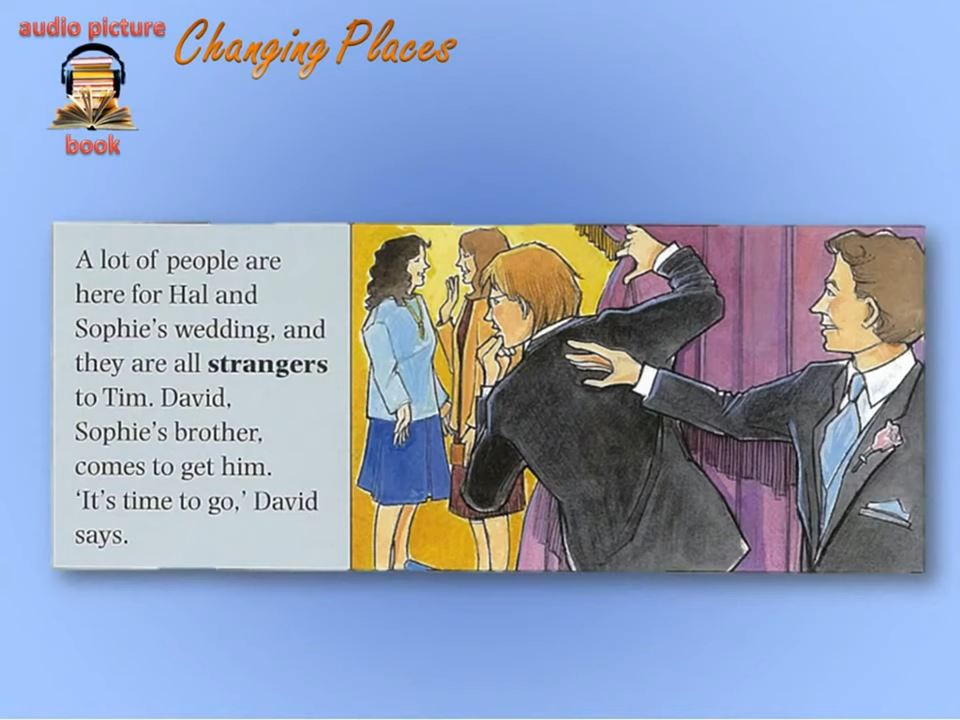 audio picture
book
Changing Places
A lot of people are
here for Hal and
Sophie's wedding, and
they are all strangers
to Tim. David,
Sophie's brother,
comes to get him.
‘It's time to go,’ David
says.